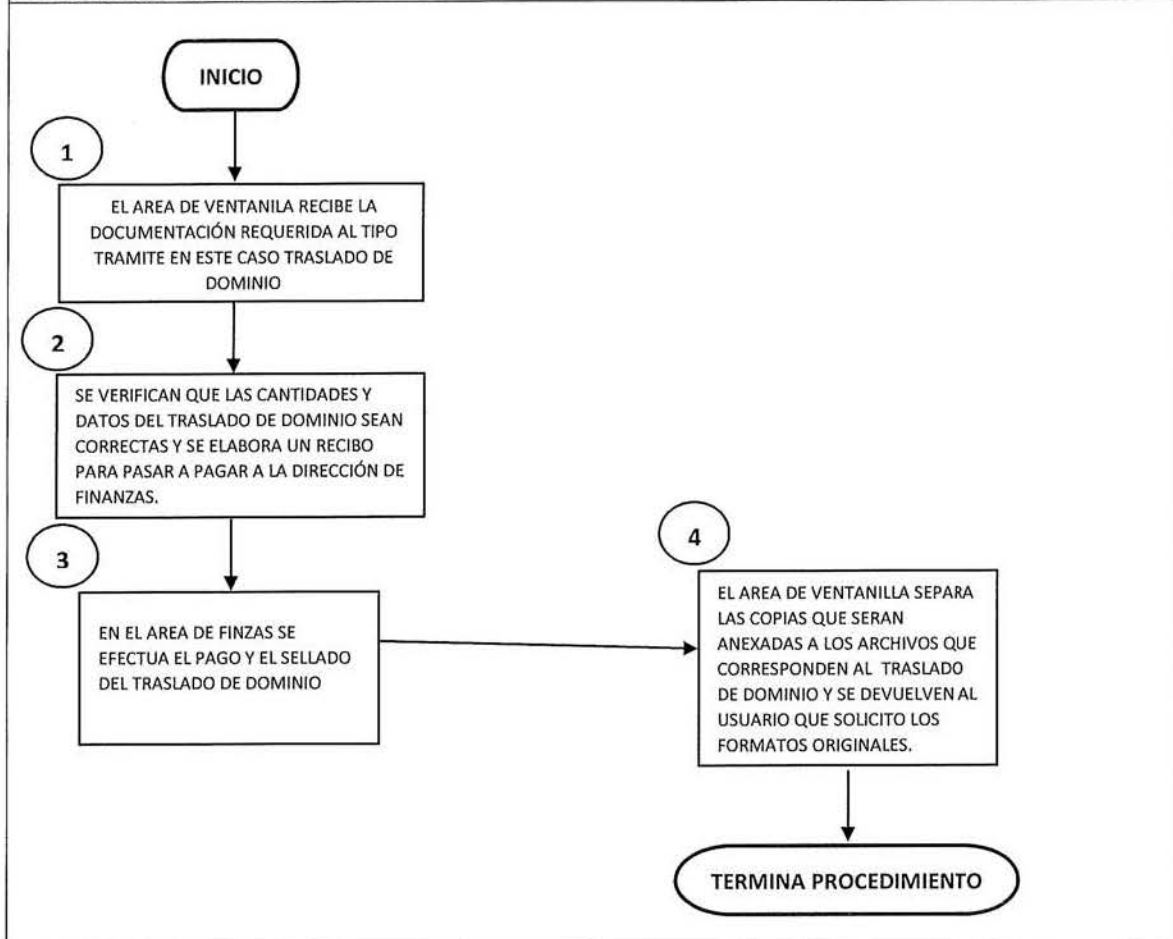 INICIO
1
EL AREA DE VENTANILA RECIBE LA
DOCUMENTACIÓN REQUERIDA AL TIPO
TRAMITE EN ESTE CASO TRASLADO DE
DOMINIO
2
SE VERIFICAN QUE LAS CANTIDADES Y
DATOS DEL TRASLADO DE DOMINIO SEAN
CORRECTAS Y SE ELABORA UN RECIBO
PARA PASAR A PAGAR A LA DIRECCIÓN DE
FINANZAS.
3
EN EL AREA DE FINZAS SE
EFECTUA EL PAGO Y EL SELLADO
DEL TRASLADO DE DOMINIO
4
EL AREA DE VENTANILLA SEPARA
LAS COPIAS QUE SERAN
ANEXADAS A LOS ARCHIVOS QUE
CORRESPONDEN AL TRASLADO
DE DOMINIO Y SE DEVUELVEN AL
USUARIO QUE SOLICITO LOS
FORMATOS ORIGINALES.
TERMINA PROCEDIMIENTO